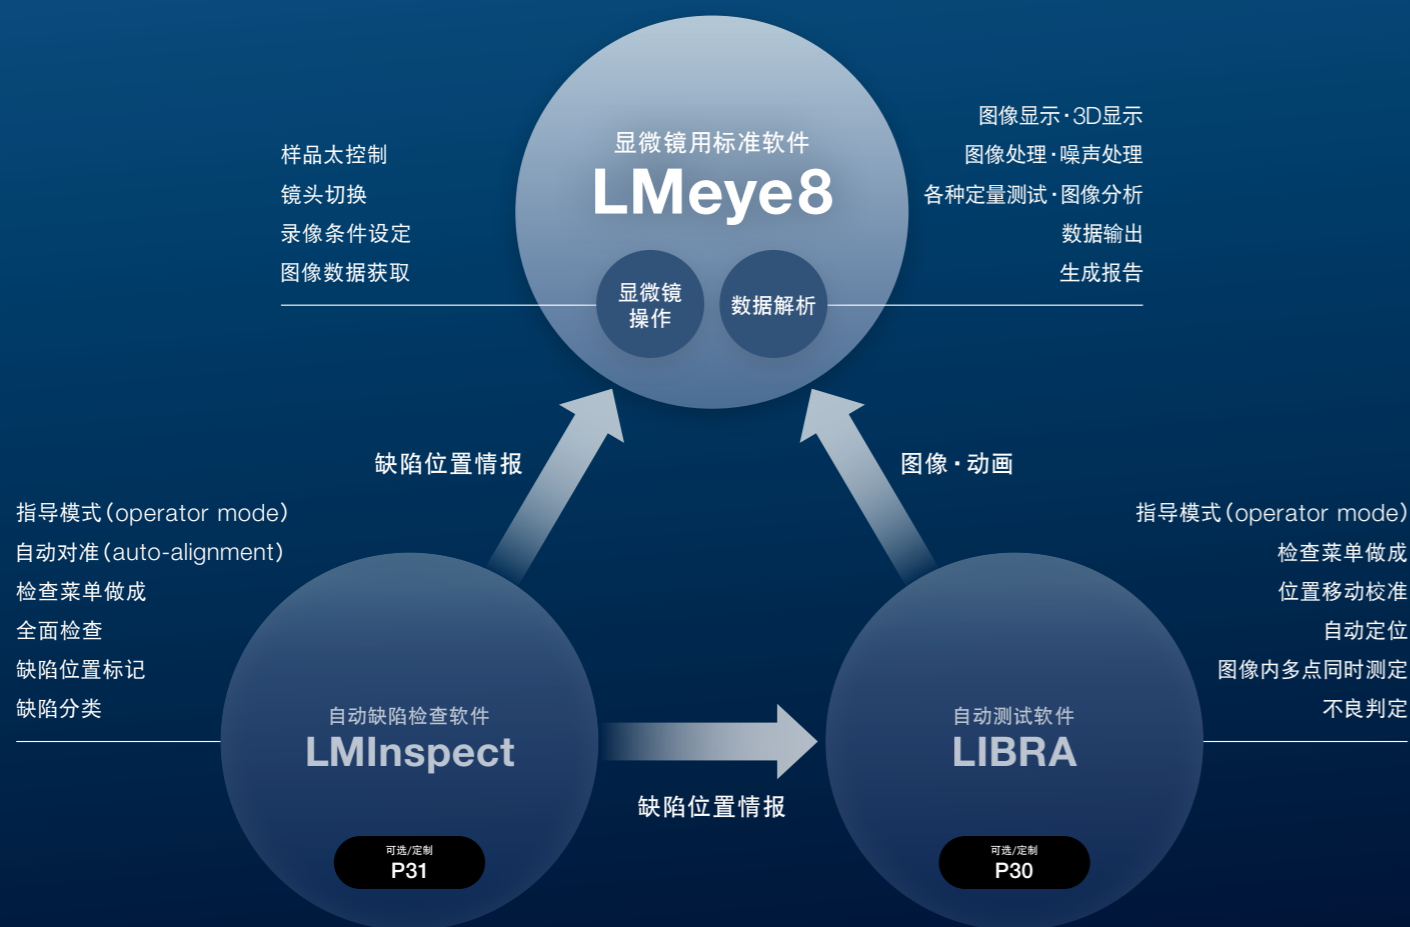 显微镜用标准软件
LMeye8
显微镜
操作
数据解析
样品太控制
镜头切换
录像条件设定
图像数据获取
图像显示·3D显示
图像处理·噪声处理
各种定量测试·图像分析
数据输出
生成报告
缺陷位置情报
图像·动画
指导模式(operator mode)
自动对准(auto-alignment)
检查菜单做成
全面检查
缺陷位置标记
缺陷分类
自动缺陷检查软件
LMInspect
可选/定制
P31
缺陷位置情报
自动测试软件
LIBRA
可选/定制
P30
指导模式(operator mode)
检查菜单做成
位置移动校准
自动定位
图像内多点同时测定
不良判定